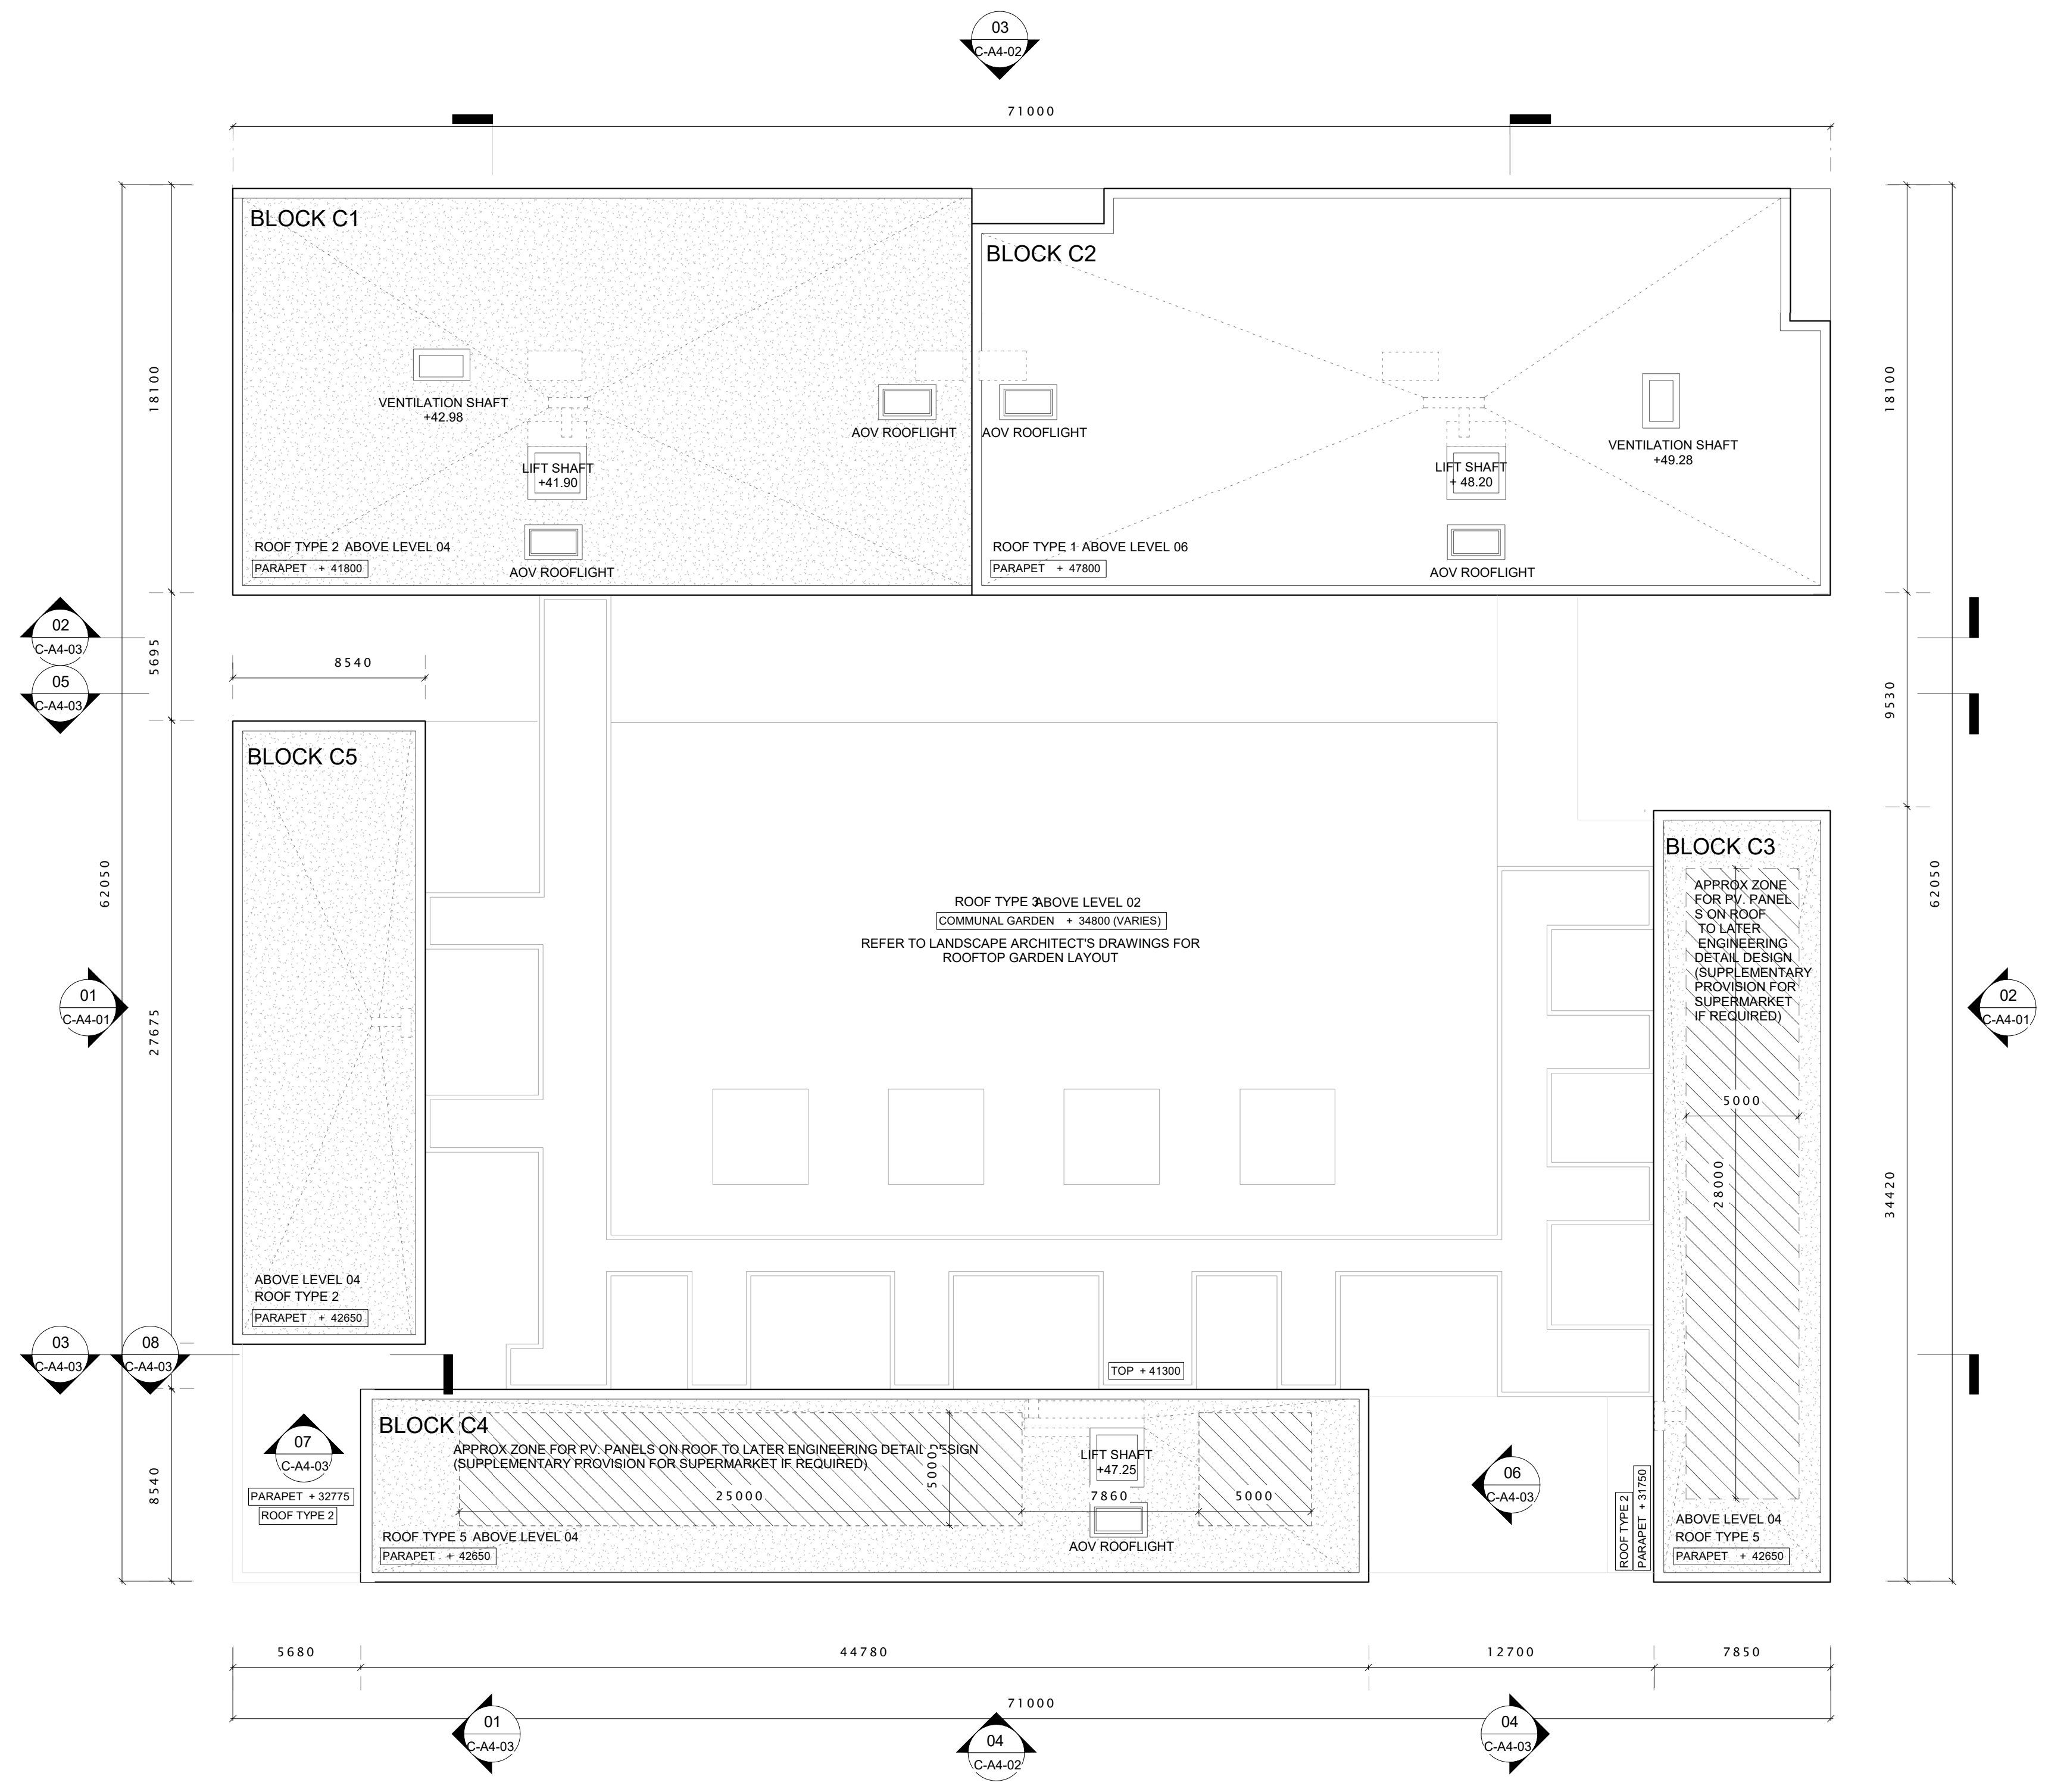 03
C-A4-02
71000
BLOCK C1
BLOCK C2
VENTILATION SHAFT
+42.98
AOV ROOFLIGHT
AOV ROOFLIGHT
LIFT SHAFT
+41.90
LIFT SHAFT
+ 48.20
VENTILATION SHAFT
+49.28
ROOF TYPE 2 ABOVE LEVEL 04
PARAPET + 41800
AOV ROOFLIGHT
ROOF TYPE 1 ABOVE LEVEL 06
PARAPET + 47800
AOV ROOFLIGHT
18100
18100
02
C-A4-03
05
C-A4-03
5695
8540
9530
BLOCK C5
BLOCK C3
62050
62050
APPROX ZONE
FOR PV. PANEL
S ON ROOF
TO LATER
ENGINEERING
DETAIL DESIGN
(SUPPLEMENTARY
PROVISION FOR
SUPERMARKET
IF REQUIRED)
ROOF TYPE 3 ABOVE LEVEL 02
COMMUNAL GARDEN + 34800 (VARIES)
REFER TO LANDSCAPE ARCHITECT'S DRAWINGS FOR
ROOFTOP GARDEN LAYOUT
01
C-A4-01
02
C-A4-01
27675
5000
28000
34420
ABOVE LEVEL 04
ROOF TYPE 2
PARAPET + 42650
03
C-A4-03
08
C-A4-03
TOP + 41300
07
C-A4-03
PARAPET + 32775
ROOF TYPE 2
8540
BLOCK C4
APPROX ZONE FOR PV. PANELS ON ROOF TO LATER ENGINEERING DETAIL DESIGN
(SUPPLEMENTARY PROVISION FOR SUPERMARKET IF REQUIRED)
5000
25000
LIFT SHAFT
+47.25
7860
5000
AOV ROOFLIGHT
ROOF TYPE 5 ABOVE LEVEL 04
PARAPET + 42650
06
C-A4-03
ROOF TYPE 2
PARAPET + 31750
ABOVE LEVEL 04
ROOF TYPE 5
PARAPET + 42650
5680
44780
12700
7850
71000
01
C-A4-03
04
C-A4-02
04
C-A4-03